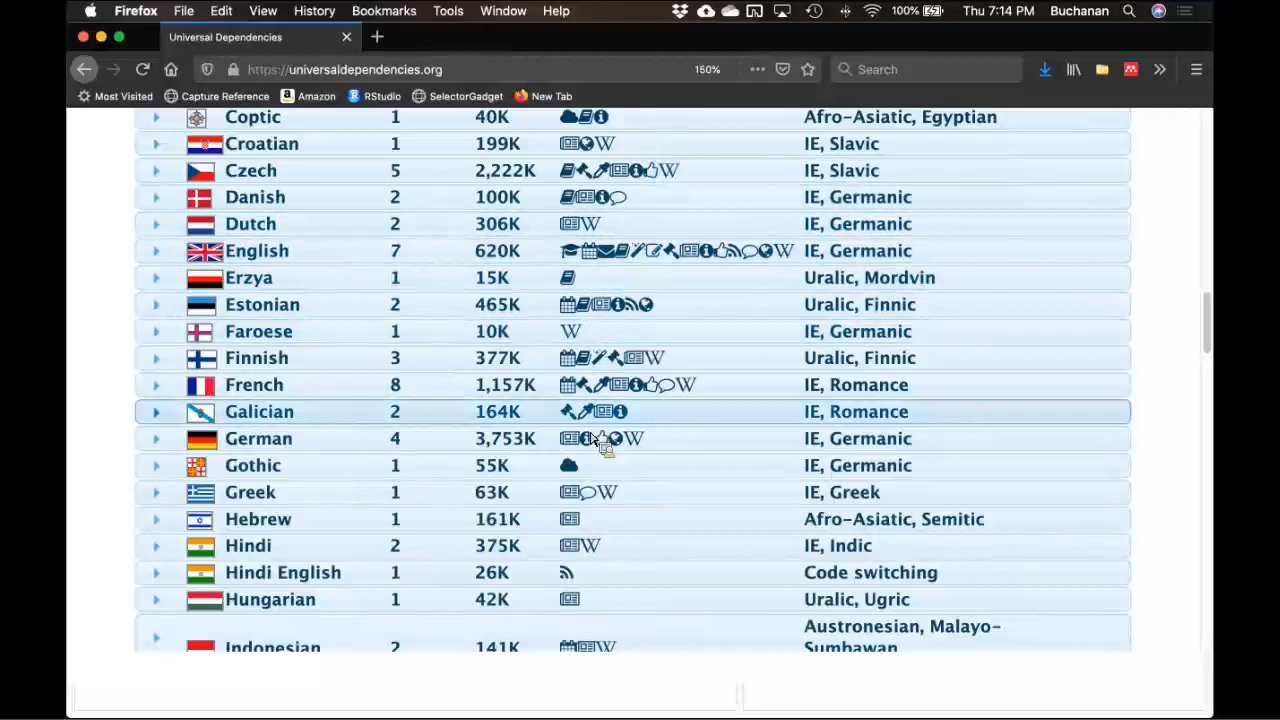 Firefox File Edit View History Bookmarks Tools Window Help 100% Thu 7:14 PM Buchanan
Universal Dependencies
https://universaldependencies.org 150% Search
Most Visited Capture Reference Amazon RStudio SelectorGadget New Tab
Coptic 1 40K Afro-Asiatic, Egyptian
Croatian 1 199K W IE, Slavic
Czech 5 2,222K W IE, Slavic
Danish 2 100K IE, Germanic
Dutch 2 306K W IE, Germanic
English 7 620K W IE, Germanic
Erzya 1 15K Uralic, Mordvin
Estonian 2 465K Uralic, Finnic
Faroese 1 10K W IE, Germanic
Finnish 3 377K W Uralic, Finnic
French 8 1,157K W IE, Romance
Galician 2 164K IE, Romance
German 4 3,753K W IE, Germanic
Gothic 1 55K IE, Germanic
Greek 1 63K W IE, Greek
Hebrew 1 161K Afro-Asiatic, Semitic
Hindi 2 375K W IE, Indic
Hindi English 1 26K Code switching
Hungarian 1 42K Uralic, Ugric
Austronesian, Malayo-
Indonesian 2 141K W Sumbawan